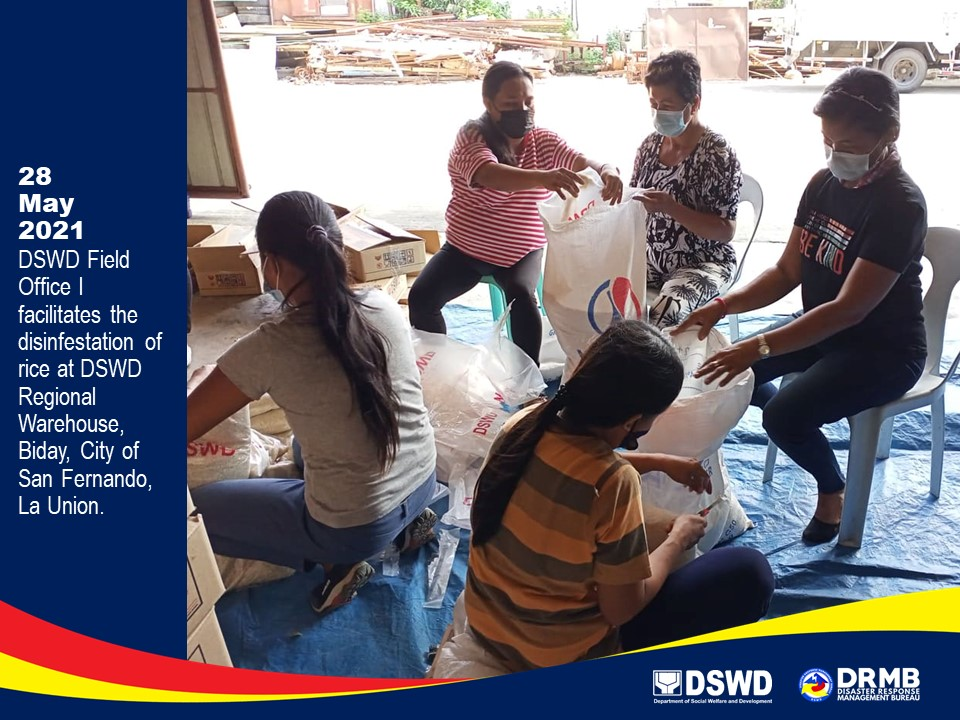 28
May
2021
DSWD Field
Office I
facilitates the
disinfestation of
rice at DSWD
Regional
Warehouse,
Biday, City of
San Fernando,
La Union.
BE KIND
DSWD
DSWD
DSWD
Department of Social Welfare and Development
DRMB
DISASTER RESPONSE
MANAGEMENT BUREAU